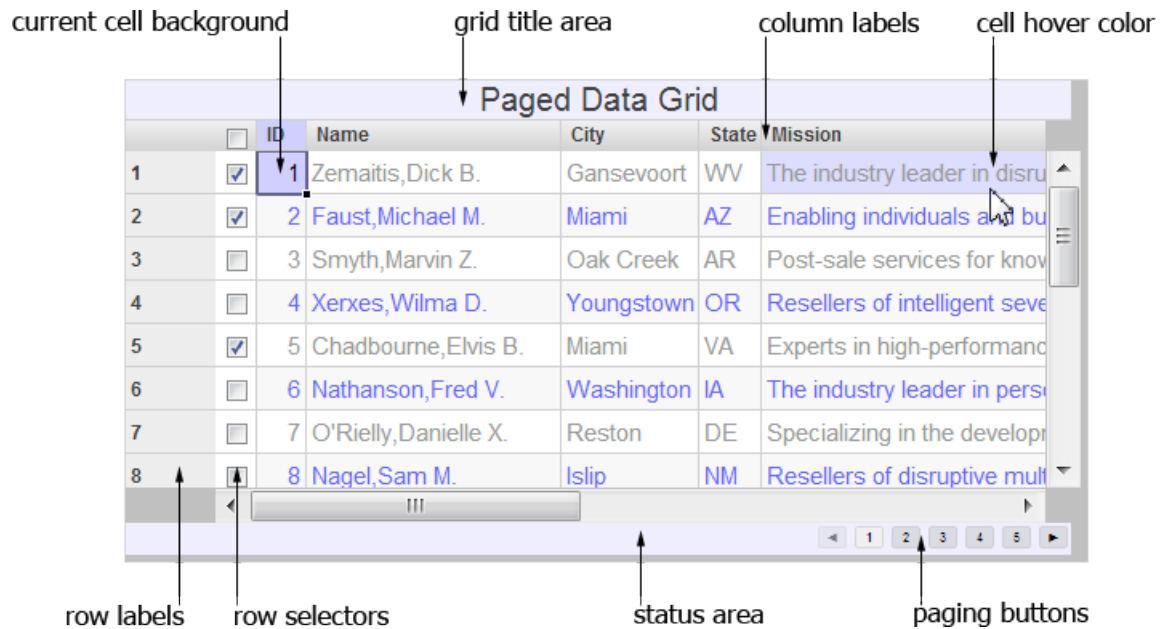 current cell background grid title area column labels cell hover color
Paged Data Grid
ID Name City State Mission
1 1 Zemaitis,Dick B. Gansevoort WV The industry leader in disru
2 2 Faust,Michael M. Miami AZ Enabling individuals and bu
3 3 Smyth,Marvin Z. Oak Creek AR Post-sale services for know
4 4 Xerxes,Wilma D. Youngstown OR Resellers of intelligent seve
5 5 Chadbourne,Elvis B. Miami VA Experts in high-performanc
6 6 Nathanson,Fred V. Washington IA The industry leader in perso
7 7 O'Rielly,Danielle X. Reston DE Specializing in the developm
8 8 Nagel,Sam M. Islip NM Resellers of disruptive mult
1 2 3 4 5
row labels row selectors status area paging buttons